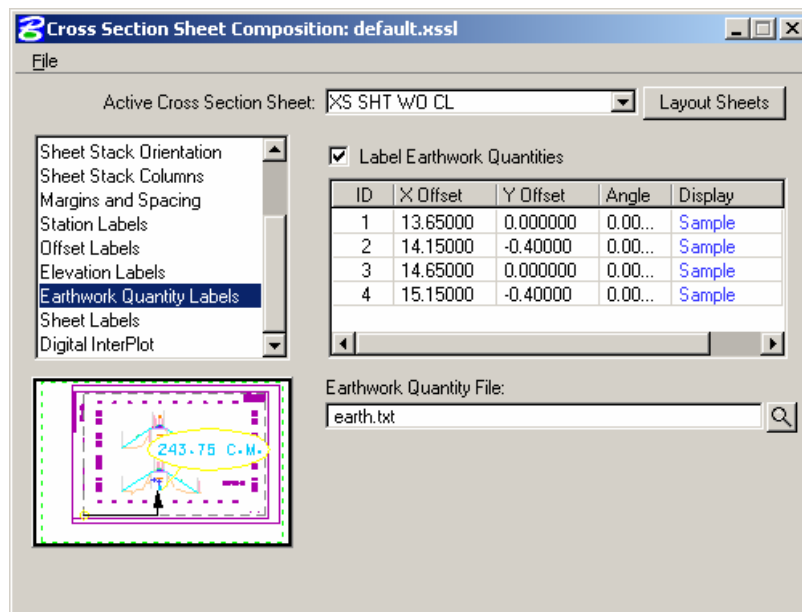 Cross Section Sheet Composition: default.xssl
File
Active Cross Section Sheet: XS SHT WO CL Layout Sheets
Sheet Stack Orientation
Sheet Stack Columns
Margins and Spacing
Station Labels
Offset Labels
Elevation Labels
Earthwork Quantity Labels
Sheet Labels
Digital InterPlot
Label Earthwork Quantities
ID X Offset Y Offset Angle Display
1 13.65000 0.000000 0.00... Sample
2 14.15000 -0.40000 0.00... Sample
3 14.65000 0.000000 0.00... Sample
4 15.15000 -0.40000 0.00... Sample
243.75 C.M.
Earthwork Quantity File:
earth.txt